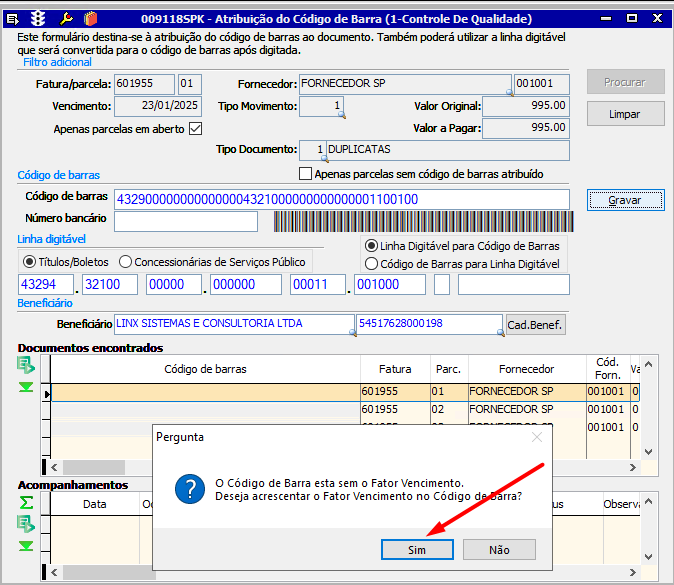 009118SPK - Atribuição do Código de Barra (1-Controle De Qualidade)
Este formulário destina-se à atribuição do código de barras ao documento. Também poderá utilizar a linha digitável
que será convertida para o código de barras após digitada.
Filtro adicional
Fatura/parcela: 601955 01 Fornecedor: FORNECEDOR SP 001001 Procurar
Vencimento: 23/01/2025 Tipo Movimento: 1 Valor Original: 995.00 Limpar
Apenas parcelas em aberto Valor a Pagar: 995.00
Tipo Documento: 1 DUPLICATAS
Código de barras Apenas parcelas sem código de barras atribuído
Código de barras Gravar
Número bancário
Linha digitável
Linha Digitável para Código de Barras
Títulos/Boletos Concessionárias de Serviços Público Código de Barras para Linha Digitável
43294 . 32100 00000 . 000000 00011 . 001000
Beneficiário
Beneficiário LINX SISTEMAS E CONSULTORIA LTDA 54517628000198 Cad.Benef.
Documentos encontrados
Código de barras Fatura Parc. Fornecedor Cód. Forn. Va
601955 01 FORNECEDOR SP 001001 0
601955 02 FORNECEDOR SP 001001 0
001001 0
Pergunta
O Código de Barra esta sem o Fator Vencimento.
Deseja acrescentar o Fator Vencimento no Código de Barra?
Sim Não
Acompanhamentos
Data Oc us Observa